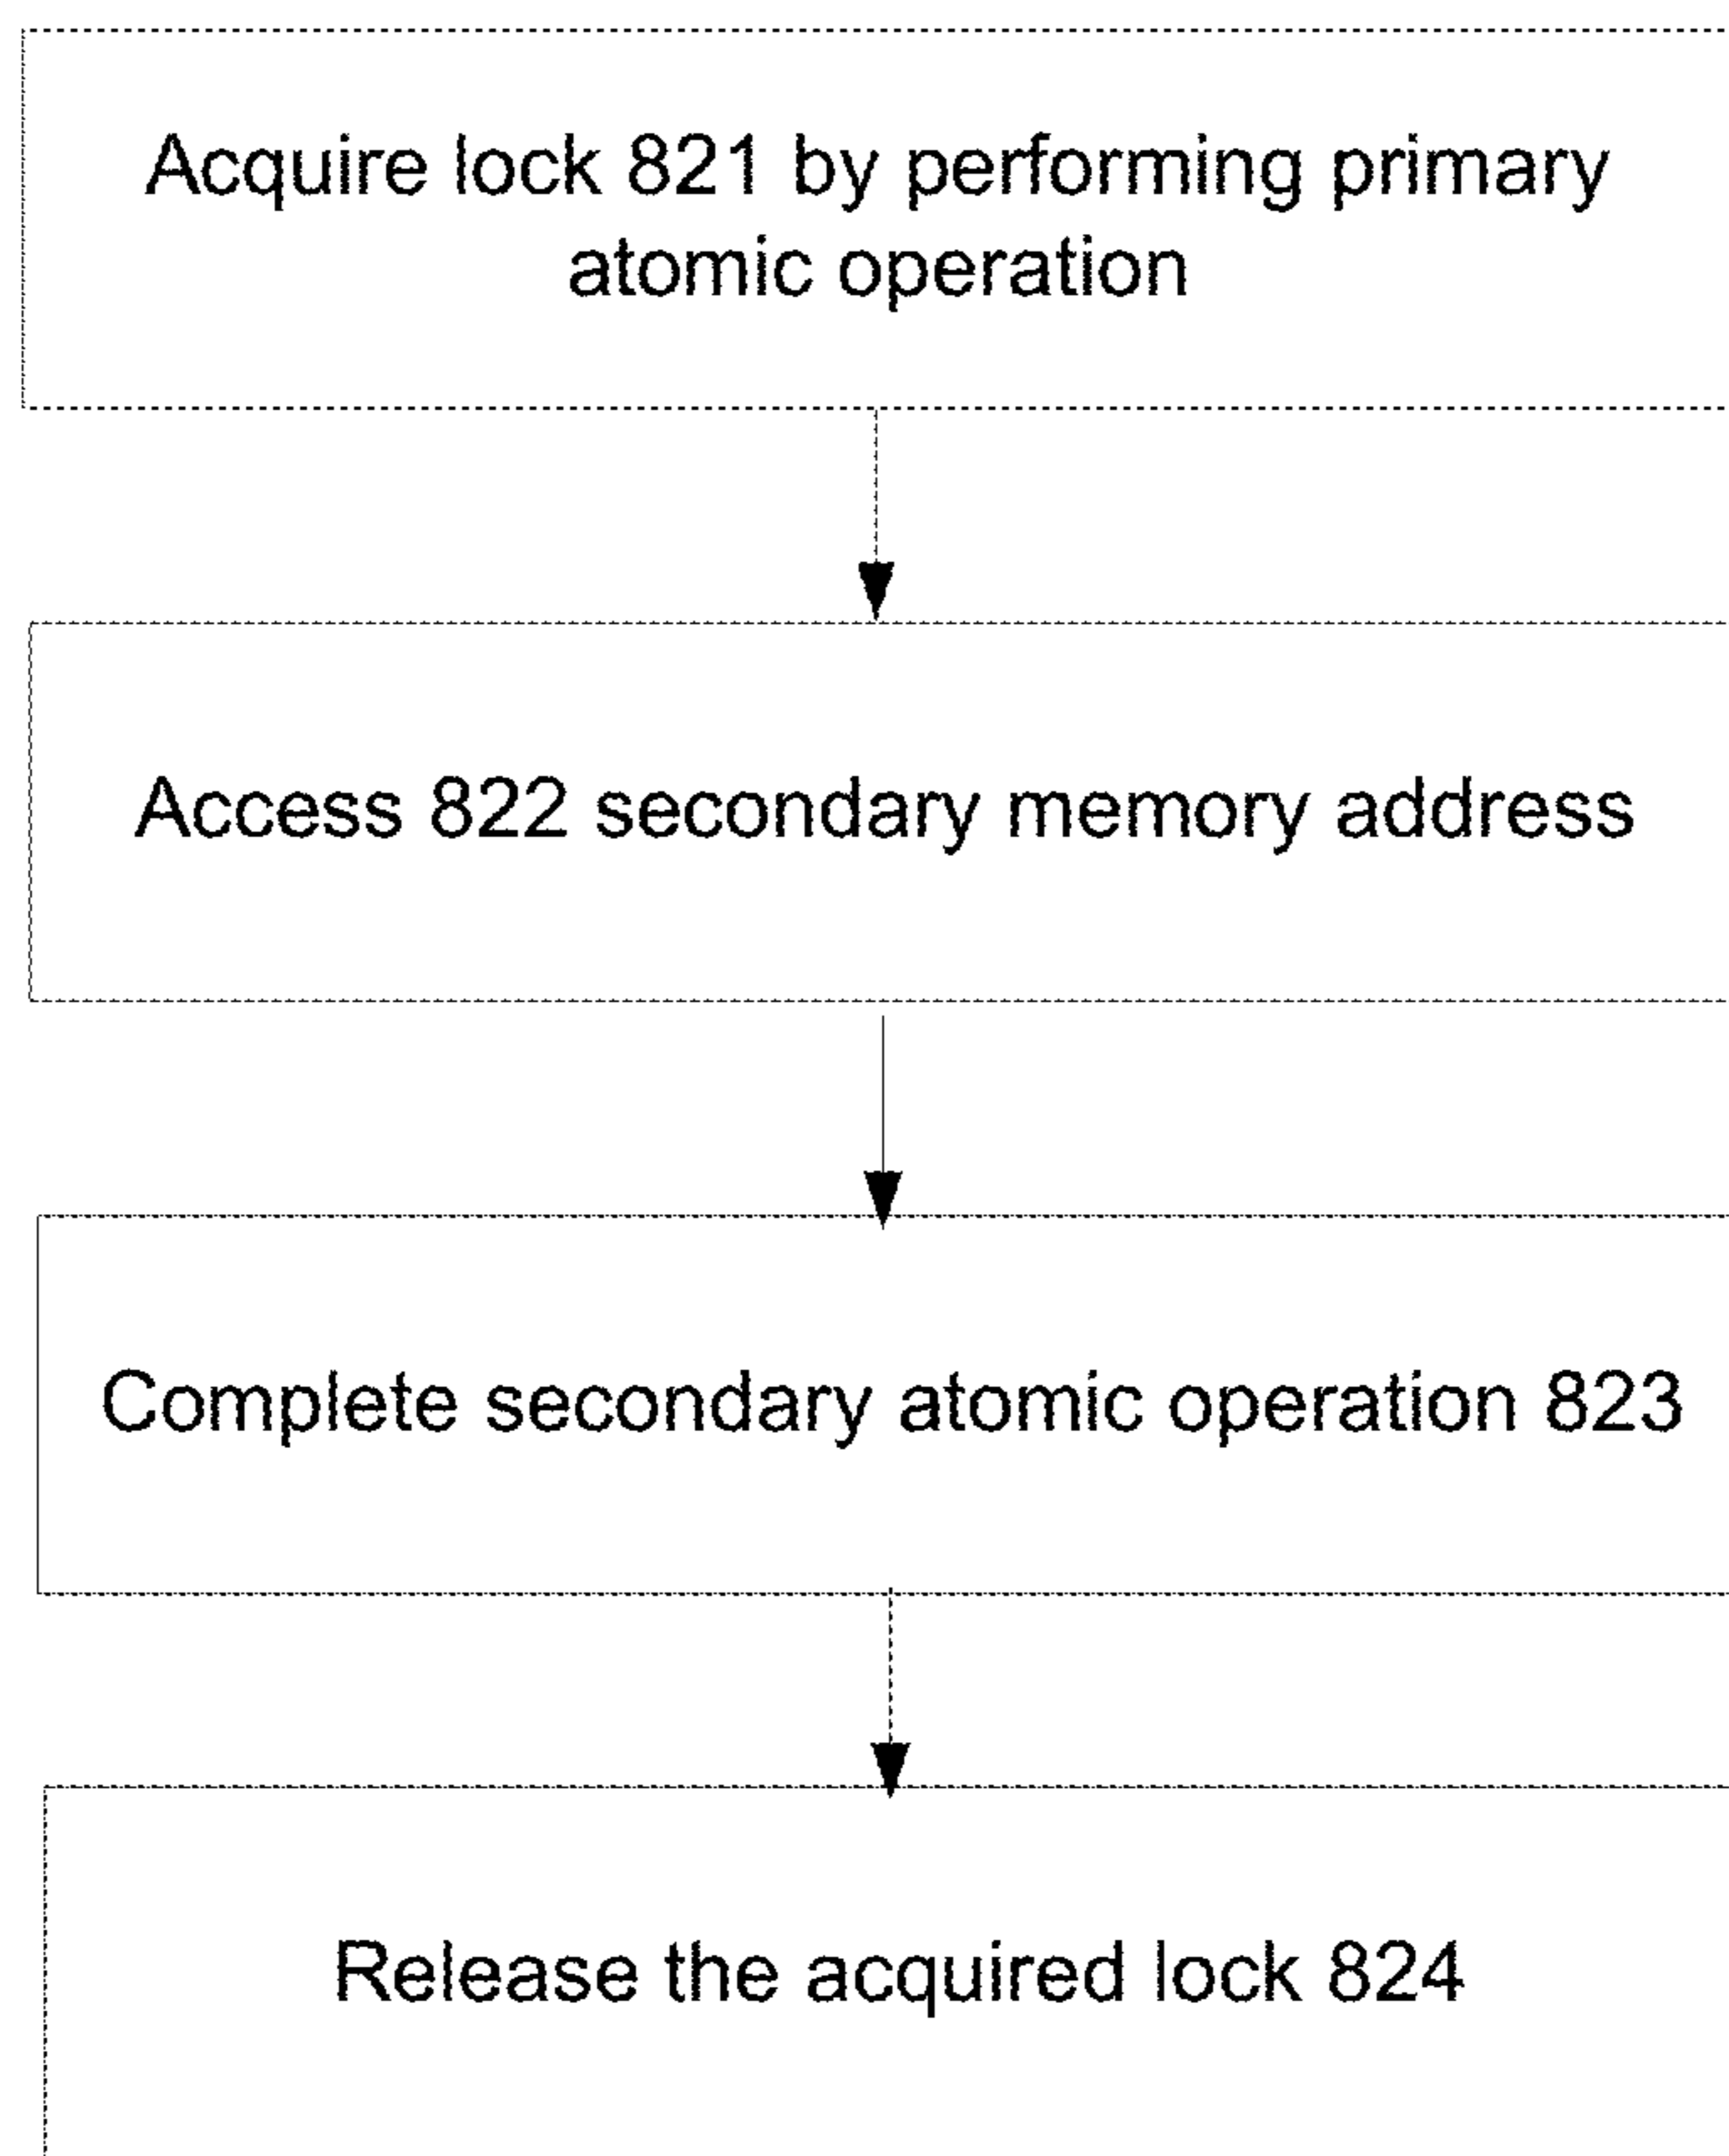 Acquire lock 821 by performing primary
atomic operation
Access 822 secondary memory address
Complete secondary atomic operation 823
Release the acquired lock 824